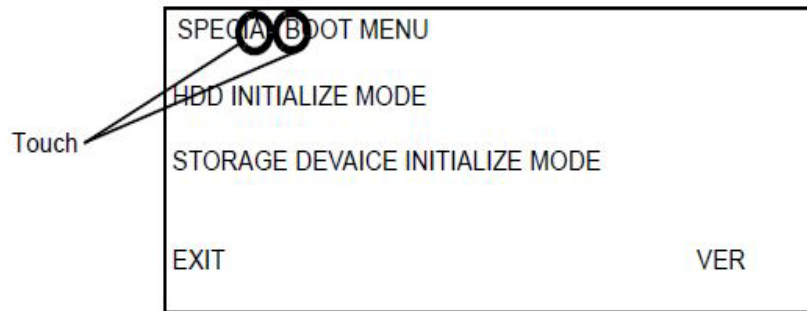 SPECIAL BOOT MENU
HDD INITIALIZE MODE
Touch
STORAGE DEVAICE INITIALIZE MODE
EXIT VER